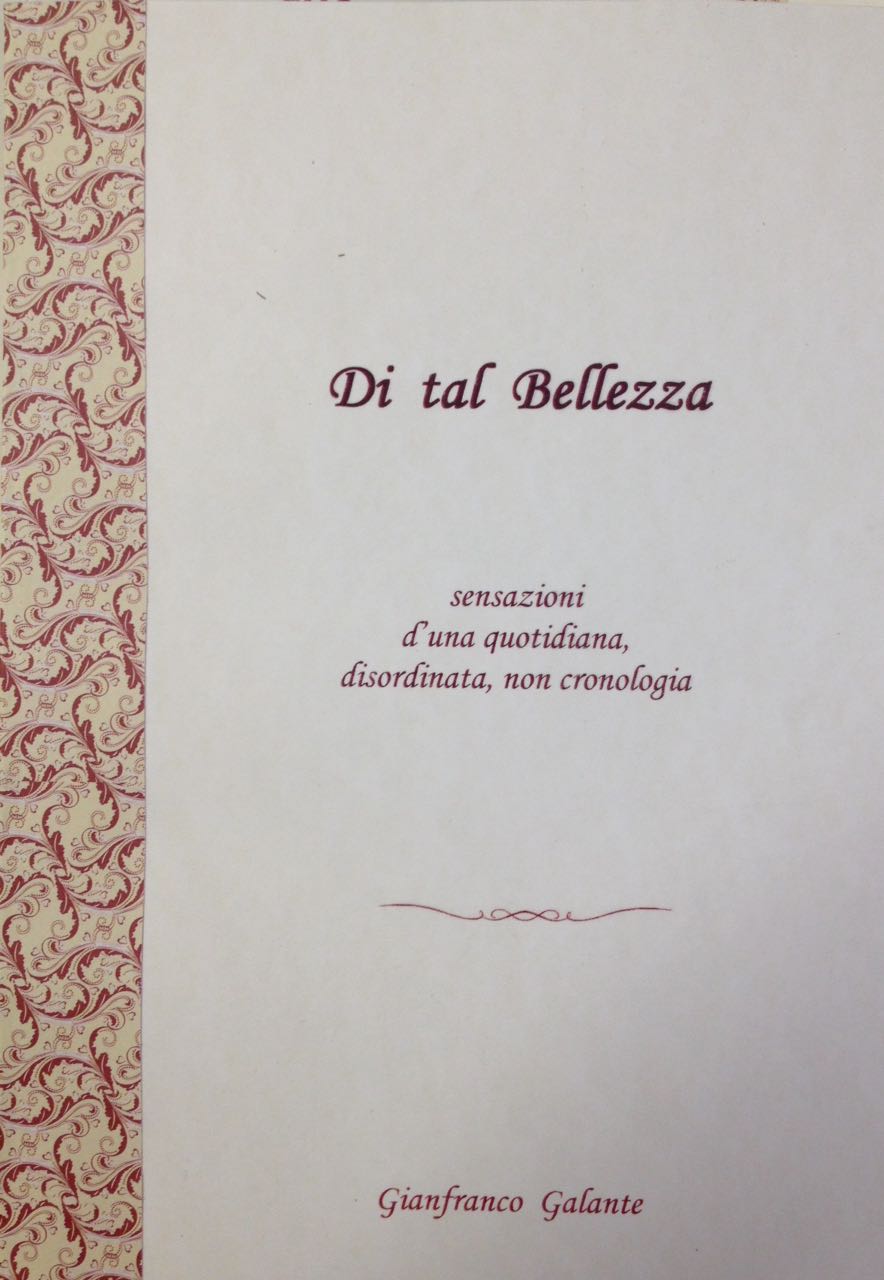 Di tal Bellezza
sensazioni
d'una quotidiana,
disordinata, non cronologia
Gianfranco Galante